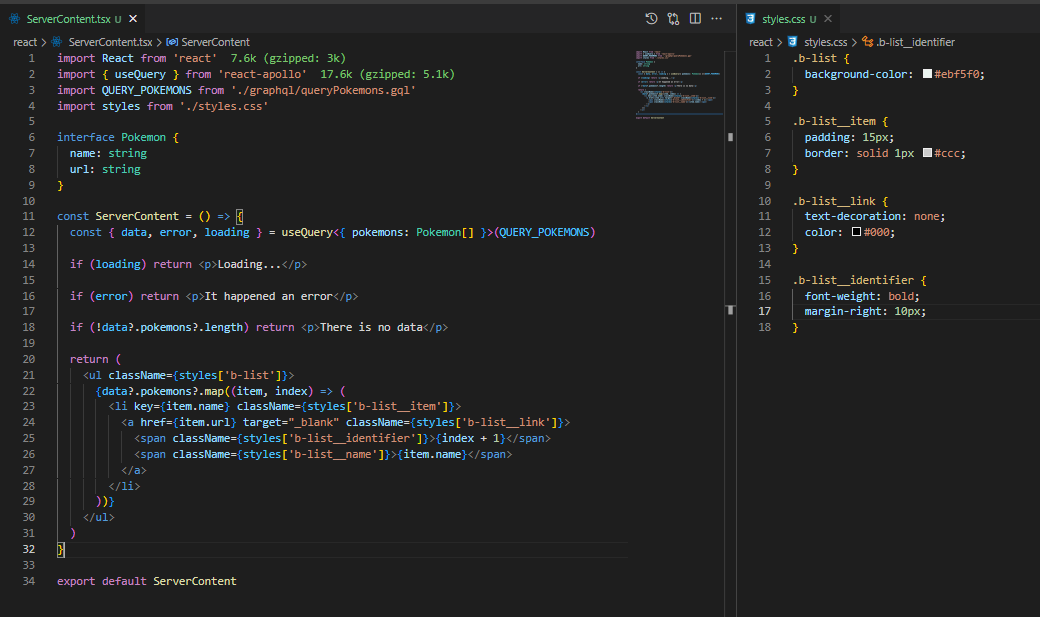 ServerContent.tsx U
react > ServerContent.tsx > ServerContent
1 import React from 'react' 7.6k (gzipped: 3k)
2 import { useQuery } from 'react-apollo' 17.6k (gzipped: 5.1k)
3 import QUERY_POKEMONS from './graphql/queryPokemons.gql'
4 import styles from './styles.css'
5
6 interface Pokemon {
7 name: string
8 url: string
9 }
10
11 const ServerContent = () => {
12 const { data, error, loading } = useQuery<{ pokemons: Pokemon[] }>(QUERY_POKEMONS)
13
14 if (loading) return <p>Loading...</p>
15
16 if (error) return <p>It happened an error</p>
17
18 if (!data?.pokemons?.length) return <p>There is no data</p>
19
20 return (
21 <ul className={styles['b-list']}>
22 {data?.pokemons?.map((item, index) => (
23 <li key={item.name} className={styles['b-list__item']}>
24 <a href={item.url} target="_blank" className={styles['b-list__link']}>
25 <span className={styles['b-list__identifier']}>{index + 1}</span>
26 <span className={styles['b-list__name']}>{item.name}</span>
27 </a>
28 </li>
29 ))}
30 </ul>
31 )
32 }
33
34 export default ServerContent
styles.css U
react > styles.css > .b-list__identifier
1 .b-list {
2 background-color: #ebf5f0;
3 }
4
5 .b-list__item {
6 padding: 15px;
7 border: solid 1px #ccc;
8 }
9
10 .b-list__link {
11 text-decoration: none;
12 color: #000;
13 }
14
15 .b-list__identifier {
16 font-weight: bold;
17 margin-right: 10px;
18 }